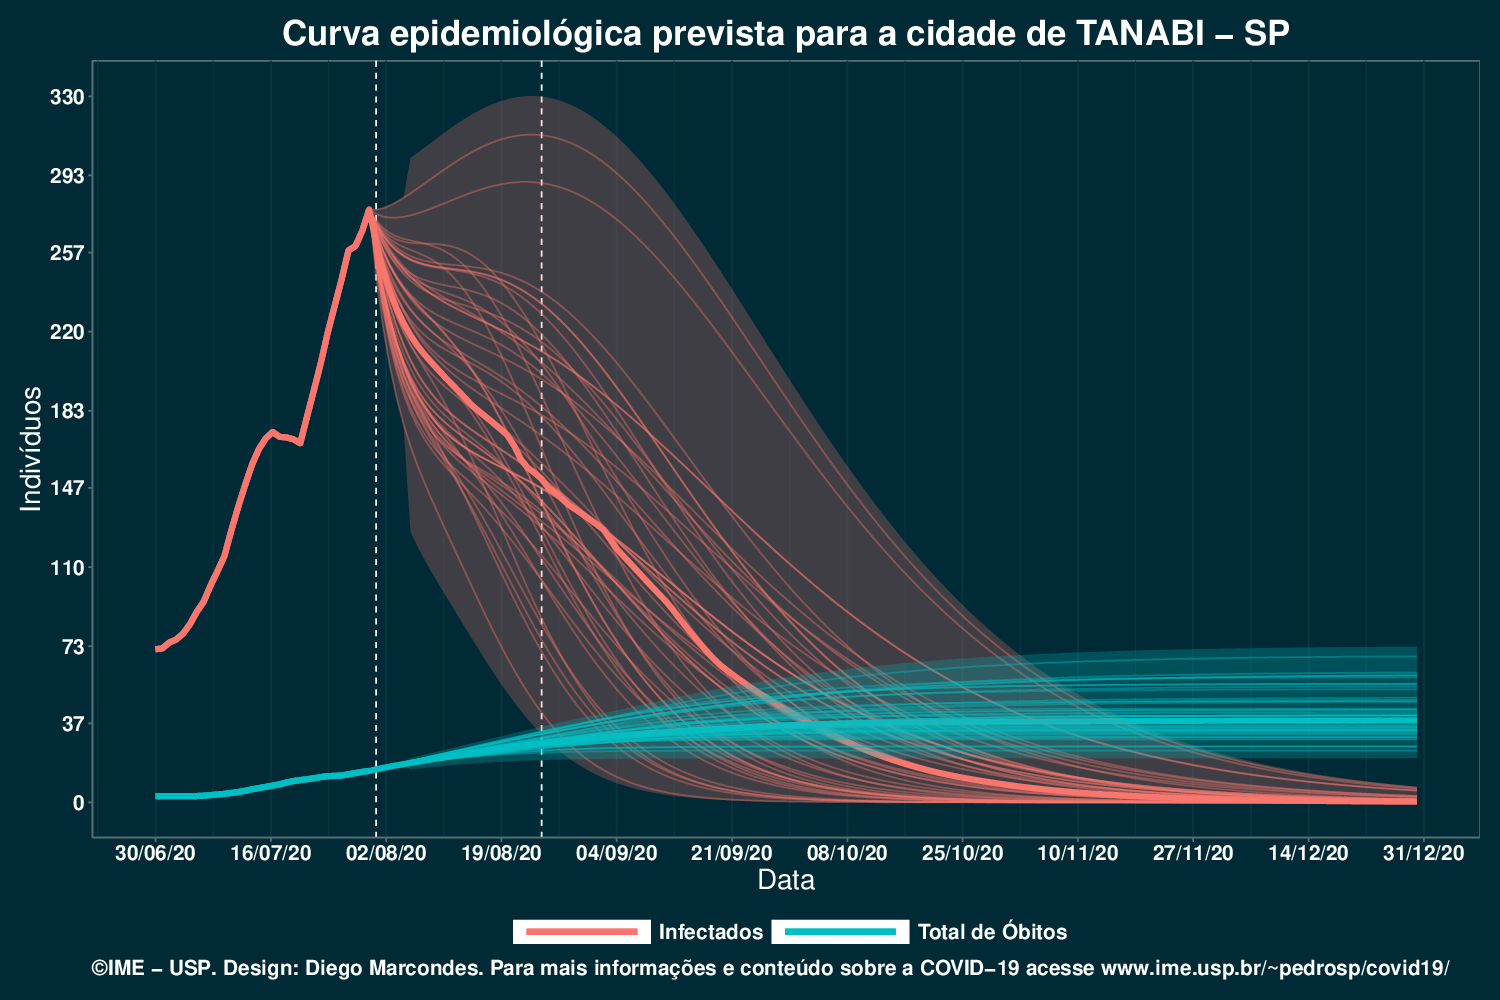 Curva epidemiológica prevista para a cidade de TANABI – SP
Indivíduos
330
293
257
220
183
147
110
73
37
0
30/06/20 16/07/20 02/08/20 19/08/20 04/09/20 21/09/20 08/10/20 25/10/20 10/11/20 27/11/20 14/12/20 31/12/20
Data
Infectados Total de Óbitos
©IME – USP. Design: Diego Marcondes. Para mais informações e conteúdo sobre a COVID–19 acesse www.ime.usp.br/~pedrosp/covid19/